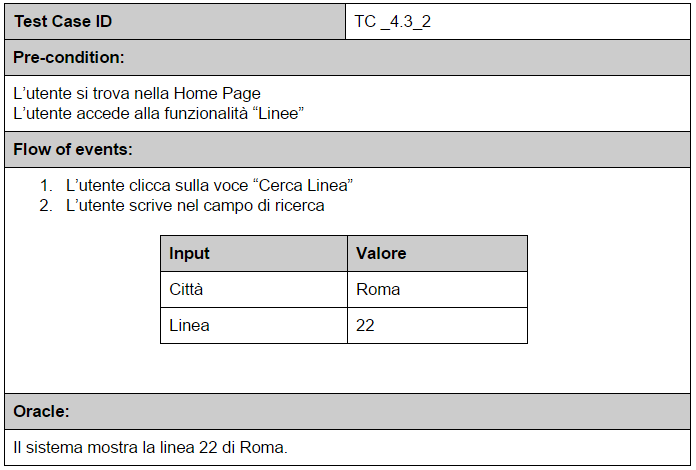 Test Case ID TC _4.3_2
Pre-condition:
L’utente si trova nella Home Page
L’utente accede alla funzionalità “Linee”
Flow of events:
1. L’utente clicca sulla voce “Cerca Linea”
2. L’utente scrive nel campo di ricerca
Input Valore
Città Roma
Linea 22
Oracle:
Il sistema mostra la linea 22 di Roma.